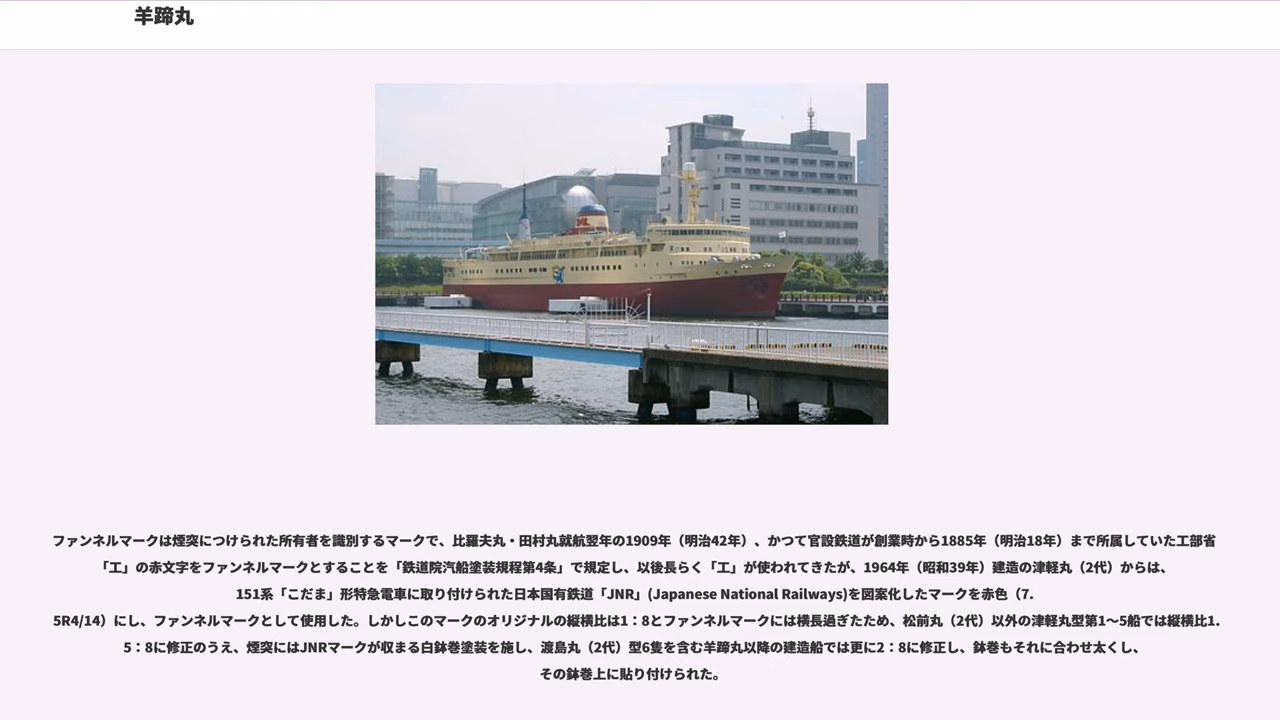 羊蹄丸
ファンネルマークは煙突につけられた所有者を識別するマークで、比羅夫丸・田村丸就航翌年の1909年（明治42年）、かつて官設鉄道が創業時から1885年（明治18年）まで所属していた工部省
「工」の赤文字をファンネルマークとすることを「鉄道院汽船塗装規程第4条」で規定し、以後長らく「工」が使われてきたが、1964年（昭和39年）建造の津軽丸（2代）からは、
151系「こだま」形特急電車に取り付けられた日本国有鉄道「JNR」(Japanese National Railways)を図案化したマークを赤色（7.
5R4/14）にし、ファンネルマークとして使用した。しかしこのマークのオリジナルの縦横比は1：8とファンネルマークには横長過ぎたため、松前丸（2代）以外の津軽丸型第1〜5船では縦横比1.
5：8に修正のうえ、煙突にはJNRマークが収まる白鉢巻塗装を施し、渡島丸（2代）型6隻を含む羊蹄丸以降の建造船では更に2：8に修正し、鉢巻もそれに合わせ太くし、
その鉢巻上に貼り付けられた。